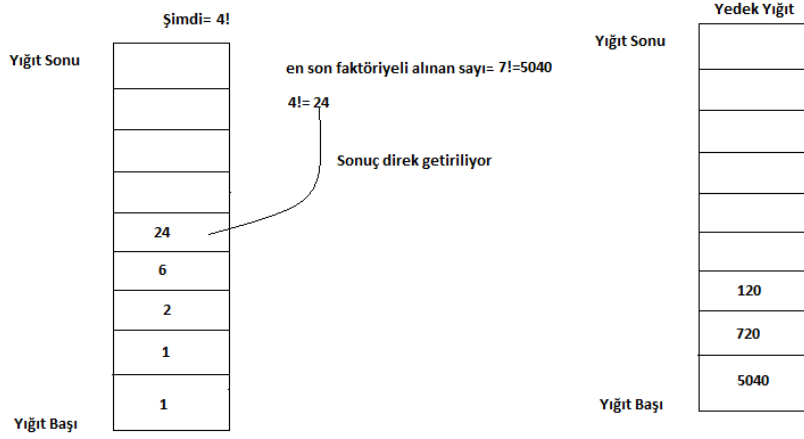 Şimdi= 4!
Yığıt Sonu
en son faktöriyeli alınan sayı= 7!=5040
4!= 24
Sonuç direk getiriliyor
24
6
2
1
1
Yığıt Başı
Yedek Yığıt
Yığıt Sonu
120
720
5040
Yığıt Başı